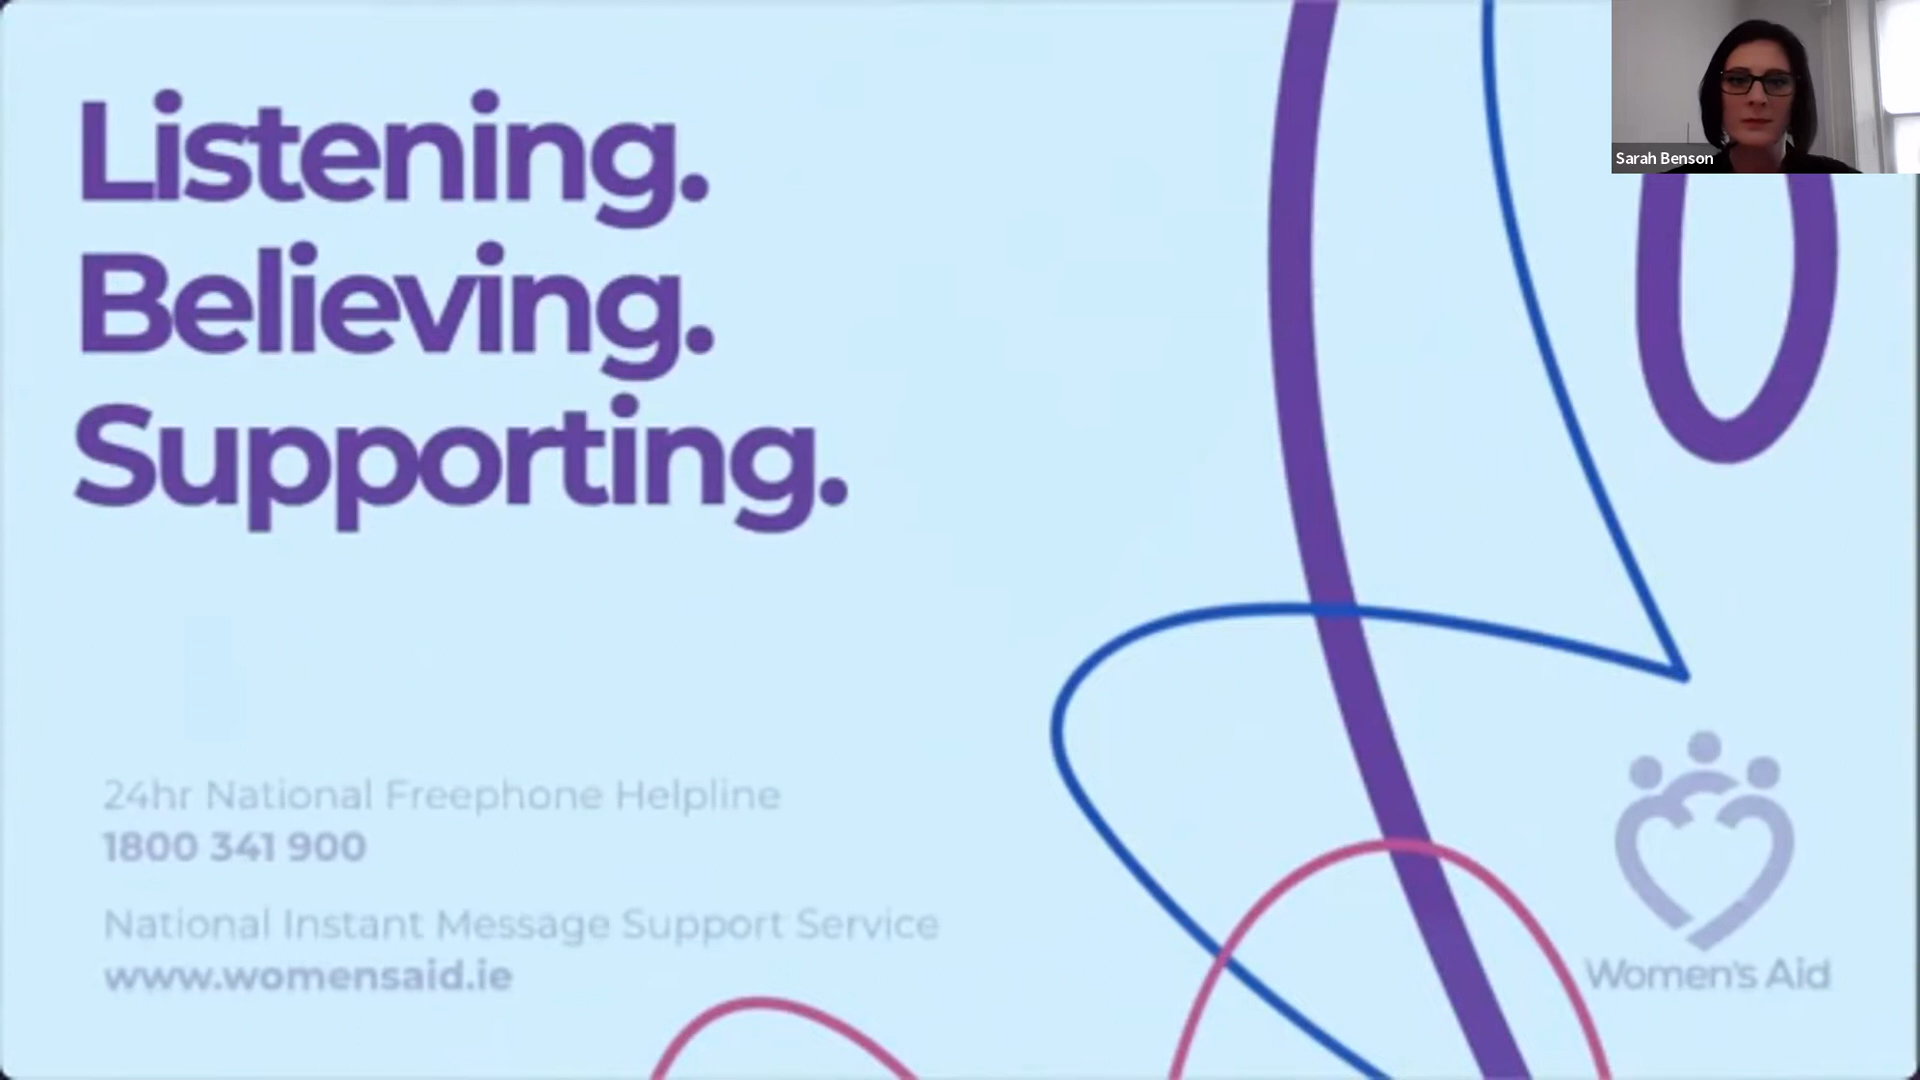 Listening.
Believing.
Supporting.
24hr National Freephone Helpline
1800 341 900
National Instant Message Support Service
www.womensaid.ie
Women's Aid
Sarah Benson